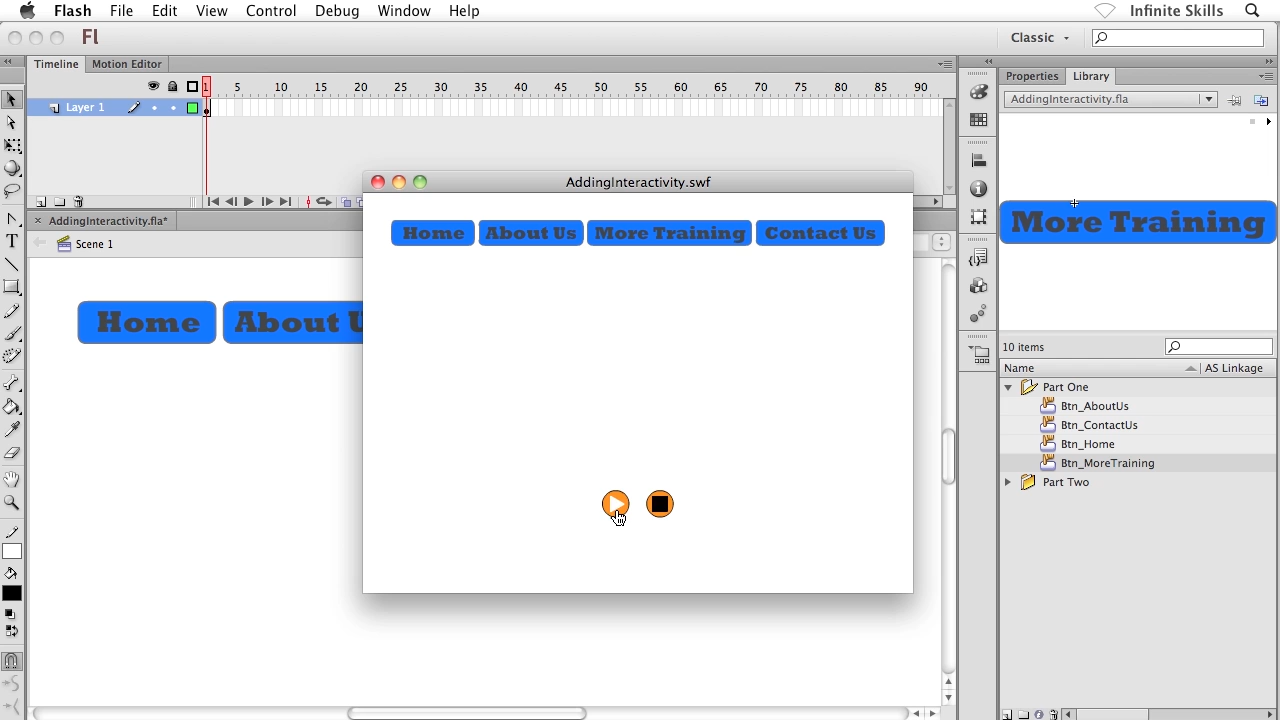 Flash File Edit View Control Debug Window Help Infinite Skills
Fl Classic
Timeline Motion Editor Properties Library
1 5 10 15 20 25 30 35 40 45 50 55 60 65 70 75 80 85 90
AddingInteractivity.fla
Layer 1
AddingInteractivity.swf
AddingInteractivity.fla*
Scene 1
Home About Us More Training Contact Us
More Training
Home About U
10 items
Name AS Linkage
Part One
Btn_AboutUs
Btn_ContactUs
Btn_Home
Btn_MoreTraining
Part Two
T